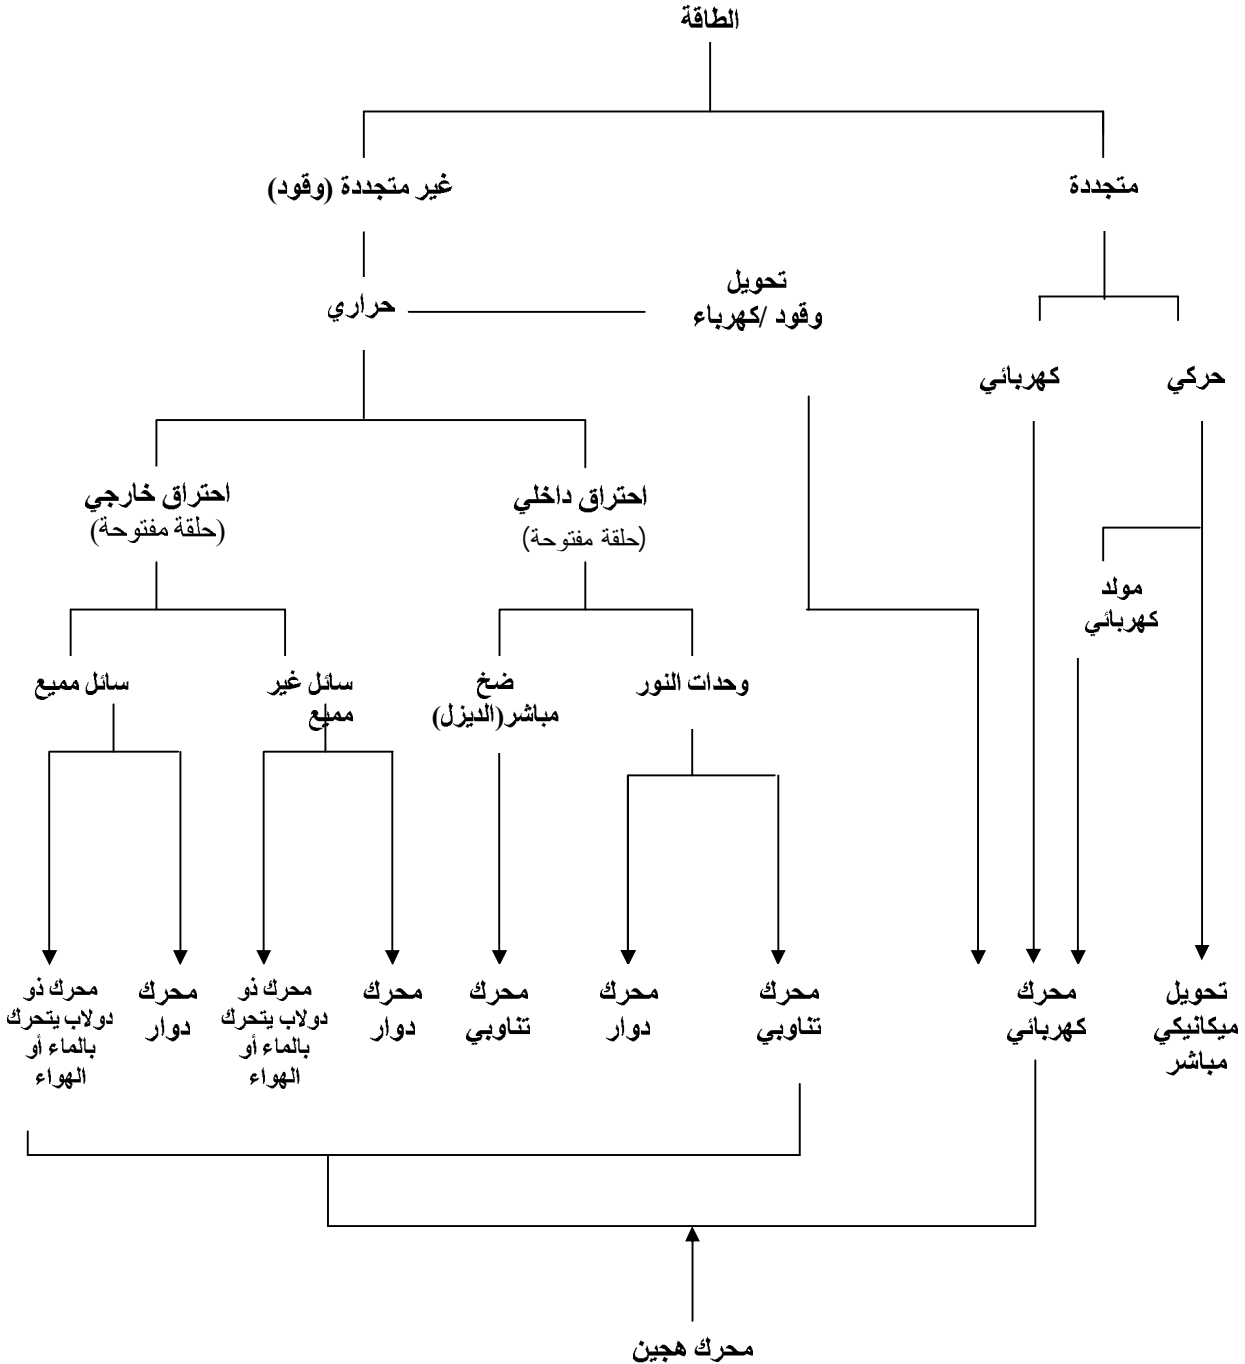 الطاقة
متجددة
غير متجددة (وقود)
تحويل
وقود /كهرباء
حراري
حركي
كهربائي
احتراق داخلي
(حلقة مفتوحة)
احتراق خارجي
(حلقة مفتوحة)
مولد
كهربائي
وحدات النور
ضخ
مباشر(الديزل)
سائل غير
مميع
سائل مميع
تحويل
ميكانيكي
مباشر
محرك
كهربائي
محرك
تناوبي
محرك
دوار
محرك
تناوبي
محرك
دوار
محرك ذو
دولاب يتحرك
بالماء أو
الهواء
محرك
دوار
محرك ذو
دولاب يتحرك
بالماء أو
الهواء
محرك هجين